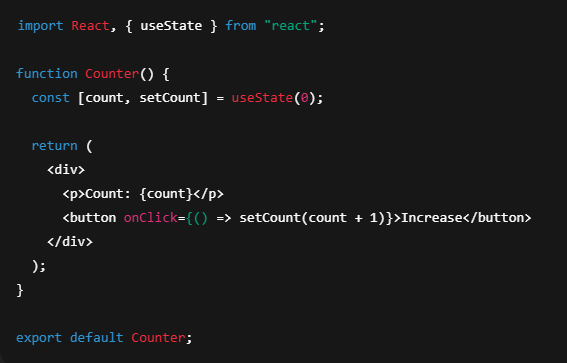 import React, { useState } from "react";
function Counter() {
const [count, setCount] = useState(0);
return (
<div>
<p>Count: {count}</p>
<button onClick={() => setCount(count + 1)}>Increase</button>
</div>
);
}
export default Counter;